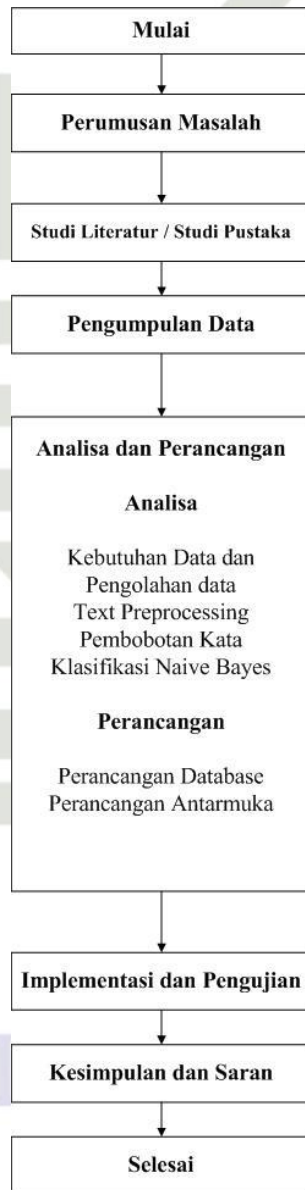 Mulai
Perumusan Masalah
Studi Literatur / Studi Pustaka
Pengumpulan Data
Analisa dan Perancangan
Analisa
Kebutuhan Data dan
Pengolahan data
Text Preprocessing
Pembobotan Kata
Klasifikasi Naive Bayes
Perancangan
Perancangan Database
Perancangan Antarmuka
Implementasi dan Pengujian
Kesimpulan dan Saran
Selesai